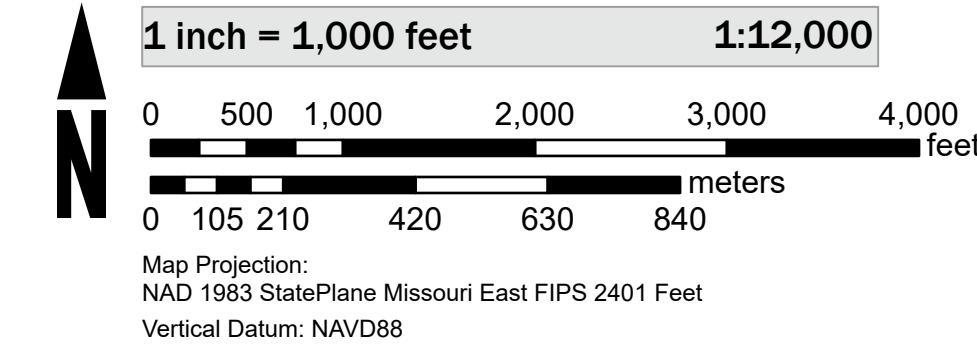 1 inch = 1,000 feet 1:12,000
0 500 1,000 2,000 3,000 4,000
feet
N
meters
0 105 210 420 630 840
Map Projection:
NAD 1983 StatePlane Missouri East FIPS 2401 Feet
Vertical Datum: NAVD88